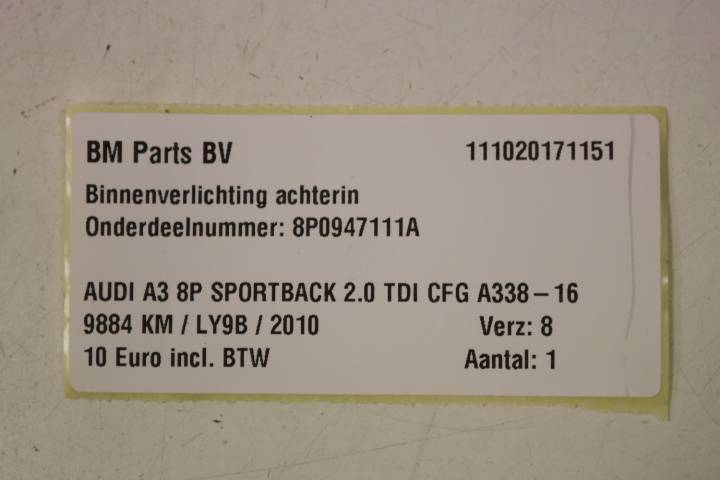 BM Parts BV 111020171151
Binnenverlichting achterin
Onderdeelnummer: 8P0947111A
AUDI A3 8P SPORTBACK 2.0 TDI CFG A338-16
9884 KM / LY9B / 2010 Verz: 8
10 Euro incl. BTW Aantal: 1